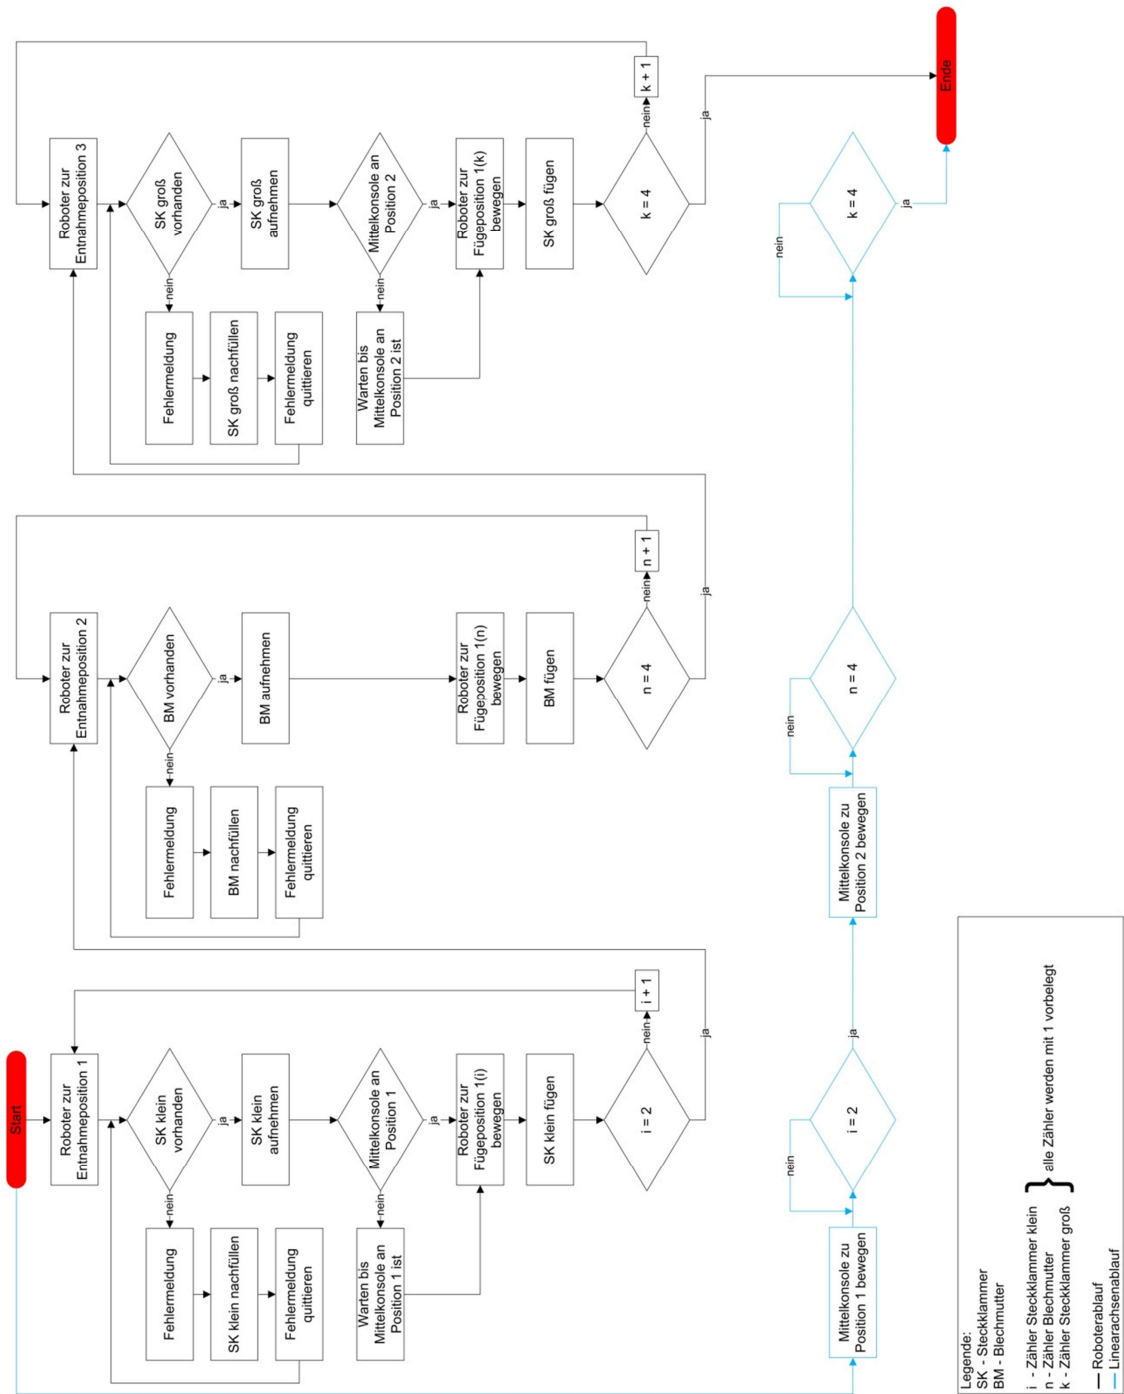 Start
Roboter zur
Entnahmeposition 1
SK klein
vorhanden
nein
Fehlermeldung
SK klein nachfüllen
Fehlermeldung
quittieren
ja
SK klein
aufnehmen
Mittelkonsole an
Position 1
nein
Warten bis
Mittelkonsole an
Position 1 ist
ja
Roboter zur
Fügeposition 1(i)
bewegen
SK klein fügen
i = 2
nein
i + 1
ja
Roboter zur
Entnahmeposition 2
BM vorhanden
nein
Fehlermeldung
BM nachfüllen
Fehlermeldung
quittieren
ja
BM aufnehmen
Roboter zur
Fügeposition 1(n)
bewegen
BM fügen
n = 4
nein
n + 1
ja
Roboter zur
Entnahmeposition 3
SK groß
vorhanden
nein
Fehlermeldung
SK groß nachfüllen
Fehlermeldung
quittieren
ja
SK groß
aufnehmen
Mittelkonsole an
Position 2
nein
Warten bis
Mittelkonsole an
Position 2 ist
ja
Roboter zur
Fügeposition 1(k)
bewegen
SK groß fügen
k = 4
nein
k + 1
ja
Mittelkonsole zu
Position 1 bewegen
nein
i = 2
ja
Mittelkonsole zu
Position 2 bewegen
nein
n = 4
nein
k = 4
ja
Ende
Legende:
SK - Steckklammer
BM - Blechmutter
i - Zähler Steckklammer klein
n - Zähler Blechmutter
k - Zähler Steckklammer groß
alle Zähler werden mit 1 vorbelegt
Roboterablauf
Linearachsenablauf